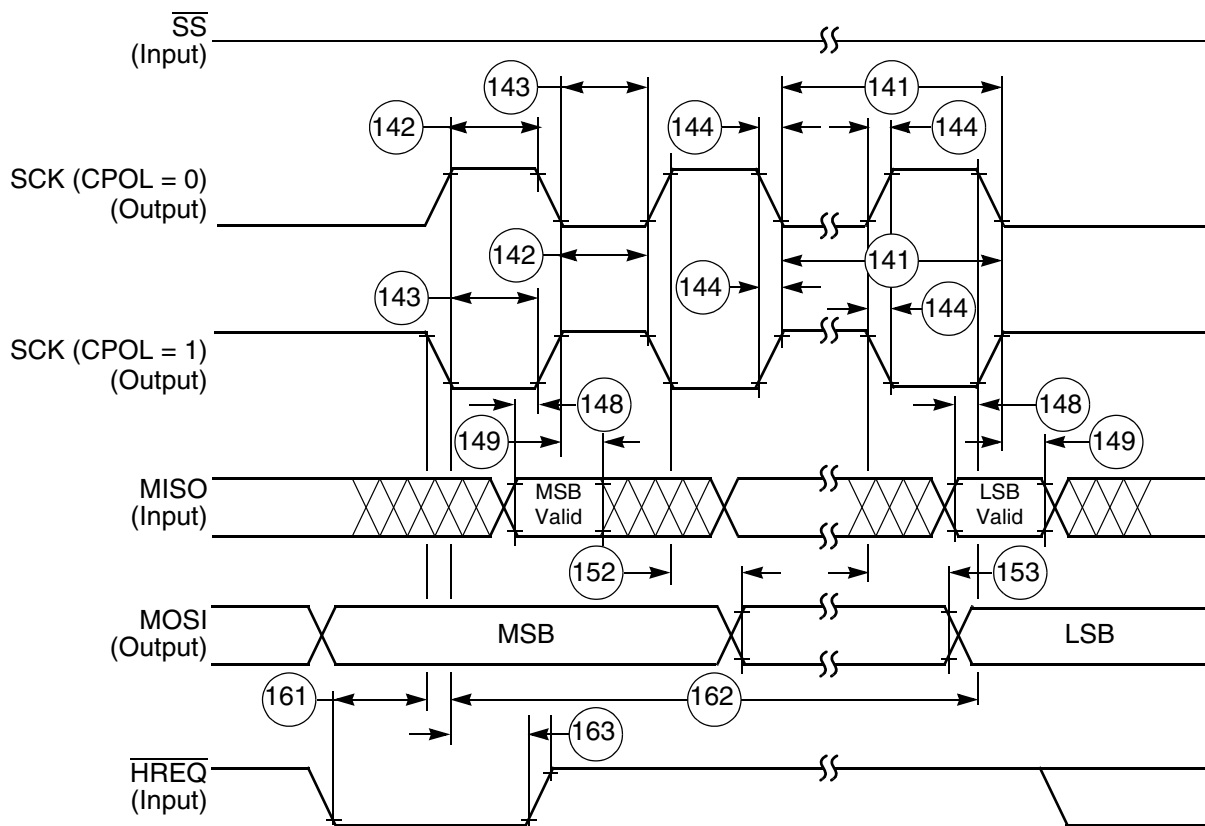 SS
(Input)
143
141
142
144
144
SCK (CPOL = 0)
(Output)
142
141
143
144
144
SCK (CPOL = 1)
(Output)
148
148
149
149
MISO
(Input)
MSB
Valid
LSB
Valid
152
153
MOSI
(Output)
MSB
LSB
161
162
163
HREQ
(Input)